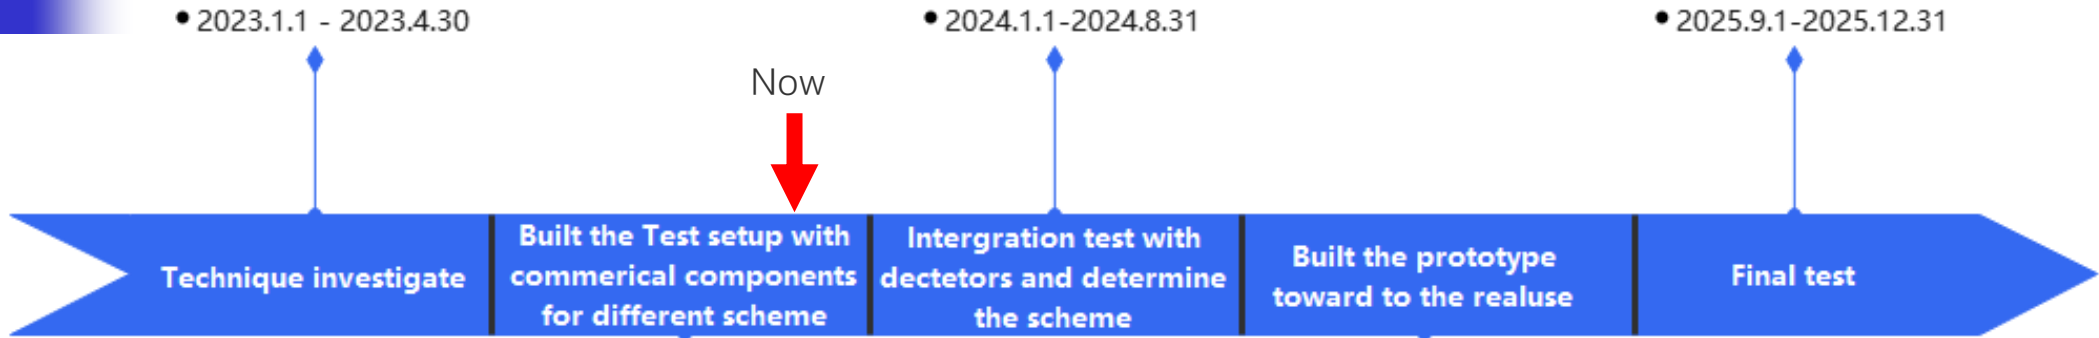 • 2023.1.1 - 2023.4.30
• 2024.1.1-2024.8.31
• 2025.9.1-2025.12.31
Now
Technique investigate
Built the Test setup with
commerical components
for different scheme
Intergration test with
dectetors and determine
the scheme
Built the prototype
toward to the realuse
Final test